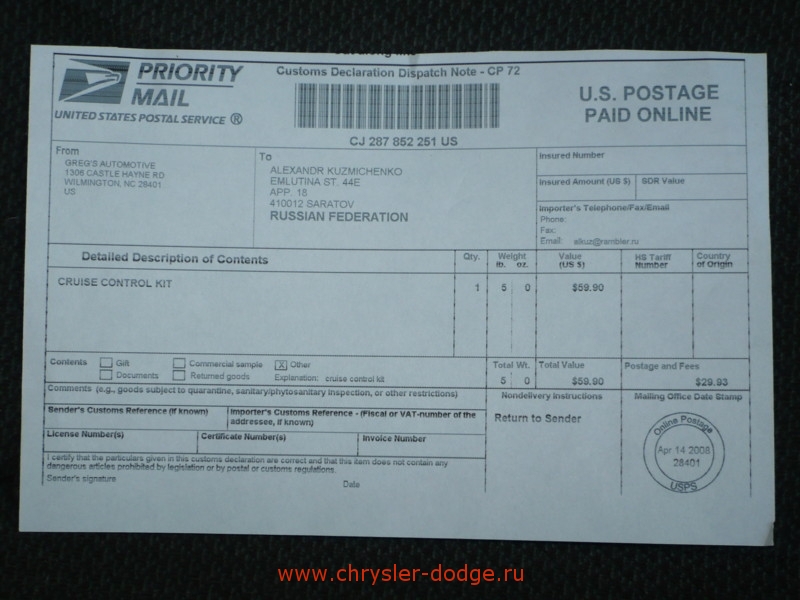 PRIORITY
MAIL
UNITED STATES POSTAL SERVICE ®
Customs Declaration Dispatch Note - CP 72
CJ 287 852 251 US
U.S. POSTAGE
PAID ONLINE
From
GREG'S AUTOMOTIVE
1306 CASTLE HAYNE RD
WILMINGTON, NC 28401
US
To
ALEXANDR KUZMICHENKO
EMLUTINA ST. 44E
APP. 18
410012 SARATOV
RUSSIAN FEDERATION
Insured Number
Insured Amount (US $) SDR Value
Importer's Telephone/Fax/Email
Phone:
Fax:
Email: alkuz@rambler.ru
Detailed Description of Contents
Qty.
Weight
lb. oz.
Value
(US $)
HS Tariff
Number
Country
of Origin
CRUISE CONTROL KIT 1 5 0 $59.90
Contents Gift Commercial sample X Other
Documents Returned goods Explanation: cruise control kit
Total Wt.
5 0
Total Value
$59.90
Postage and Fees
$29.93
Comments (e.g., goods subject to quarantine, sanitary/phytosanitary inspection, or other restrictions)
Sender's Customs Reference (If known)
Importer's Customs Reference - (Fiscal or VAT-number of the
addressee, if known)
License Number(s) Certificate Number(s) Invoice Number
I certify that the particulars given in this customs declaration are correct and that this item does not contain any
dangerous articles prohibited by legislation or by postal or customs regulations.
Sender's signature Date
Nondelivery Instructions
Return to Sender
Mailing Office Date Stamp
Online Postage
Apr 14 2008
28401
USPS
www.chrysler-dodge.ru